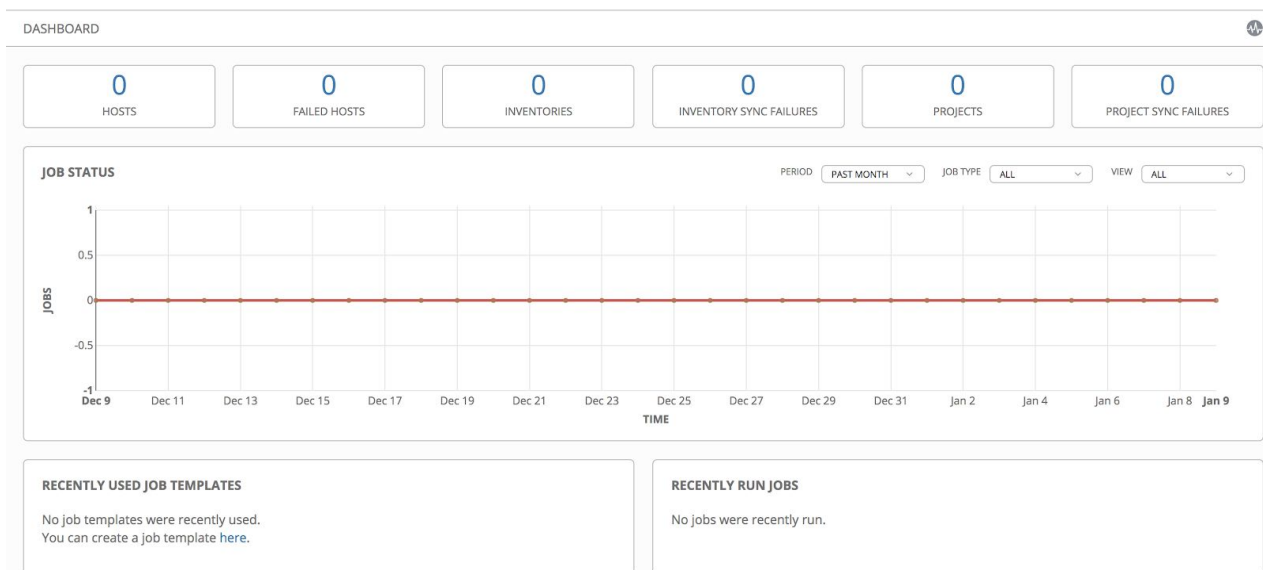 DASHBOARD
0
HOSTS
0
FAILED HOSTS
0
INVENTORIES
0
INVENTORY SYNC FAILURES
0
PROJECTS
0
PROJECT SYNC FAILURES
JOB STATUS
PERIOD PAST MONTH JOB TYPE ALL VIEW ALL
1
0.5
0
-0.5
-1
JOBS
Dec 9 Dec 11 Dec 13 Dec 15 Dec 17 Dec 19 Dec 21 Dec 23 Dec 25 Dec 27 Dec 29 Dec 31 Jan 2 Jan 4 Jan 6 Jan 8 Jan 9
TIME
RECENTLY USED JOB TEMPLATES
No job templates were recently used.
You can create a job template here.
RECENTLY RUN JOBS
No jobs were recently run.